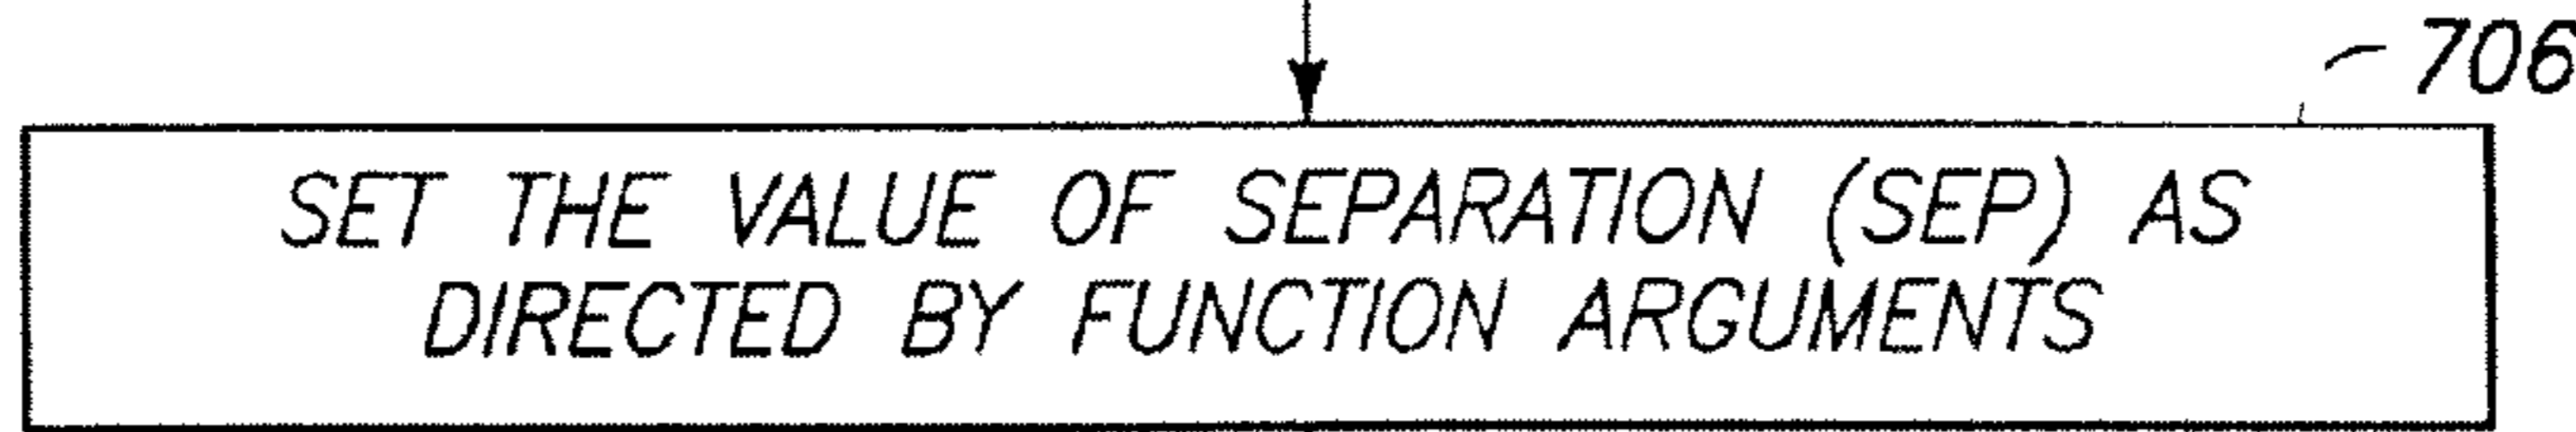 706
SET THE VALUE OF SEPARATION (SEP) AS
DIRECTED BY FUNCTION ARGUMENTS